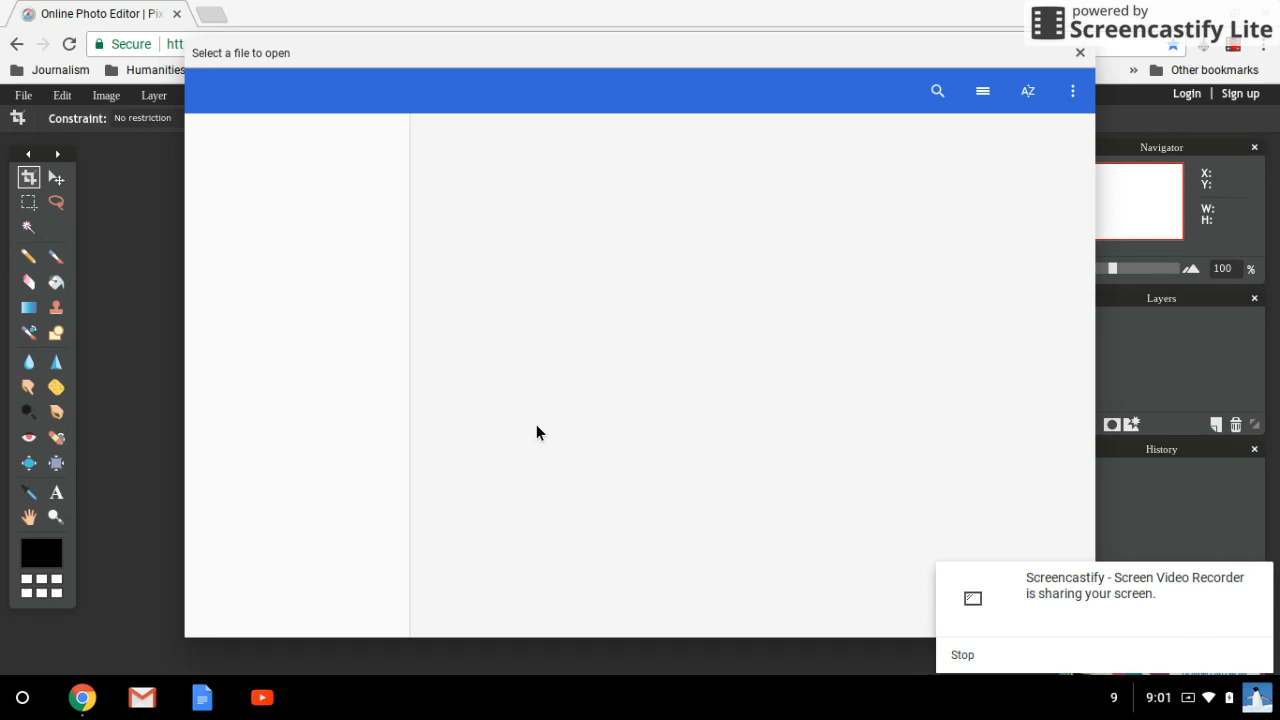 Online Photo Editor | Pix
powered by
Screencastify Lite
Secure
htt
Journalism
Humanities
»
Other bookmarks
Select a file to open
File Edit Image Layer
Login | Sign up
Constraint: No restriction
AZ
Navigator
X:
Y:
W:
H:
100 %
Layers
History
A
Screencastify - Screen Video Recorder
is sharing your screen.
Stop
9
9:01